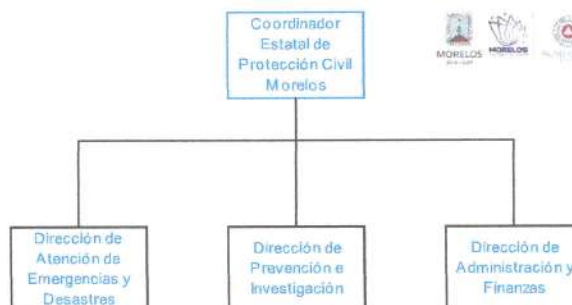 Coordinador
Estatal de
Protección Civil
Morelos
MORELOS
MORELOS
Dirección de
Atención de
Emergencias y
Desastres
Dirección de
Prevención e
Investigación
Dirección de
Administración y
Finanzas